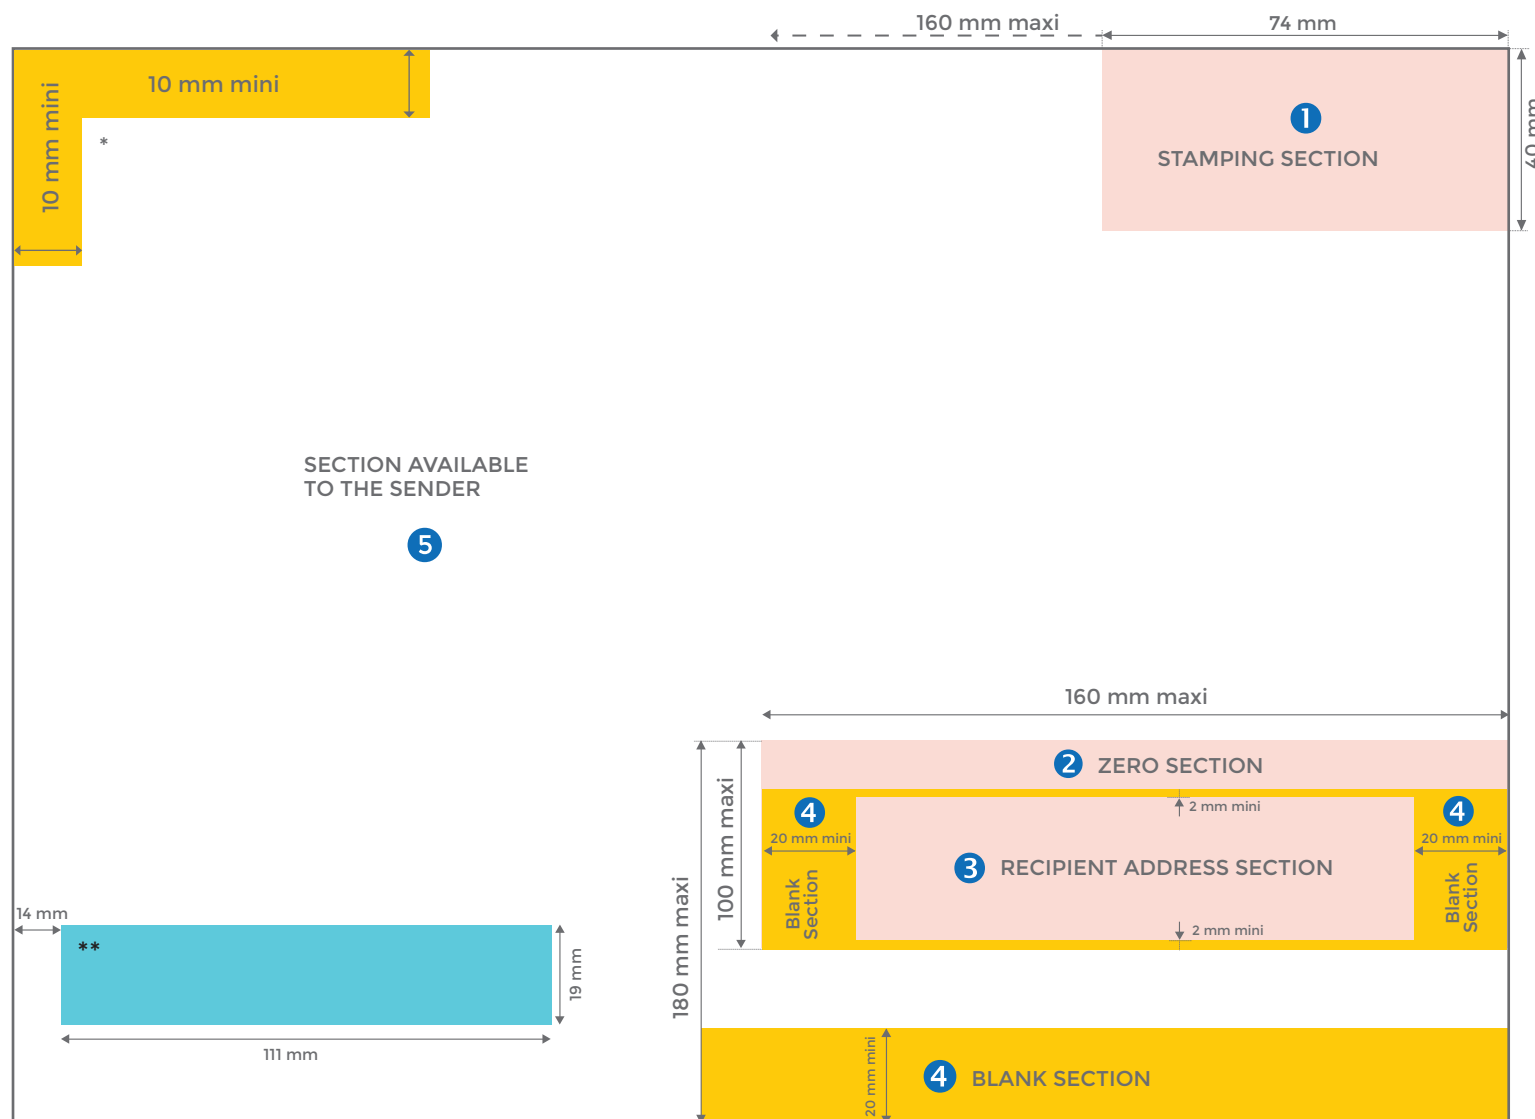 160 mm maxi
74 mm
10 mm mini
10 mm mini
*
1
STAMPING SECTION
40 mm
SECTION AVAILABLE
TO THE SENDER
5
160 mm maxi
2 ZERO SECTION
4
2 mm mini
4
20 mm mini
20 mm mini
100 mm maxi
3 RECIPIENT ADDRESS SECTION
Blank
Section
Blank
Section
180 mm maxi
2 mm mini
14 mm
**
19 mm
111 mm
20 mm mini
4 BLANK SECTION